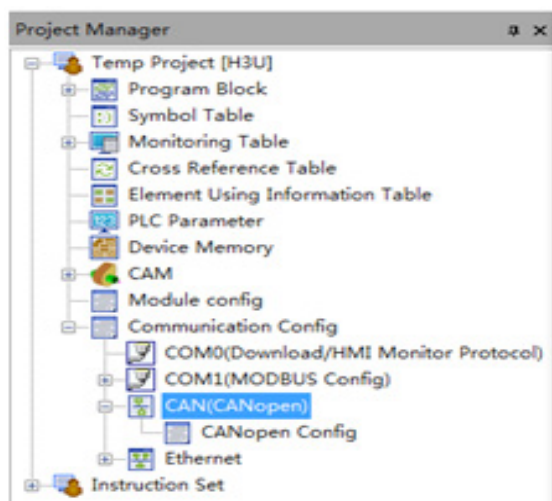 Project Manager
Temp Project [H3U]
Program Block
Symbol Table
Monitoring Table
Cross Reference Table
Element Using Information Table
PLC Parameter
Device Memory
CAM
Module config
Communication Config
COM0(Download/HMI Monitor Protocol)
COM1(MODBUS Config)
CAN(CANopen)
CANopen Config
Ethernet
Instruction Set